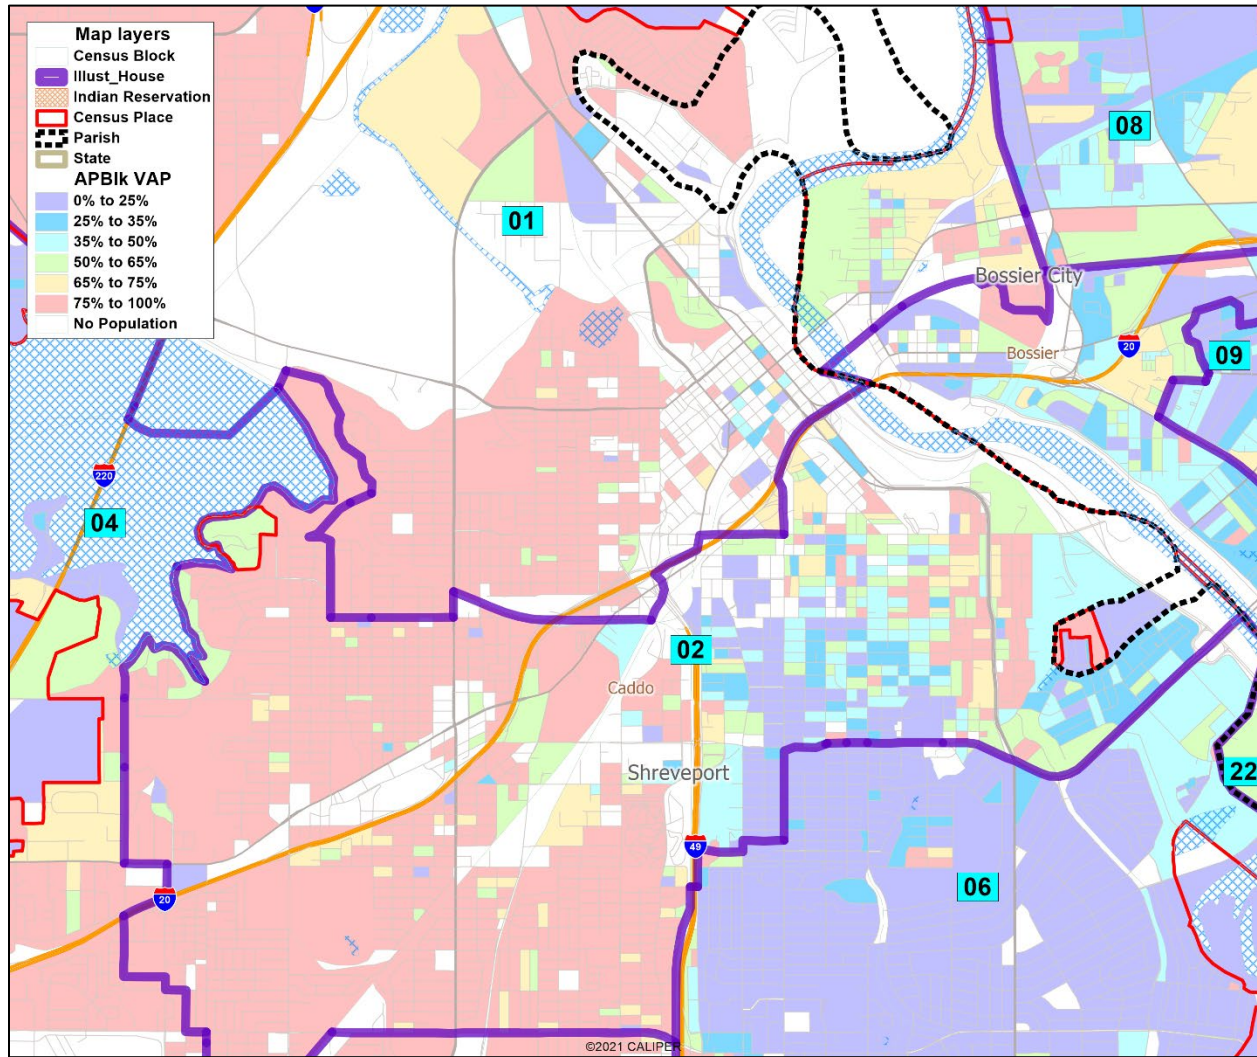 Map layers
Census Block
Illust_House
Indian Reservation
Census Place
Parish
State
APBlk VAP
0% to 25%
25% to 35%
35% to 50%
50% to 65%
65% to 75%
75% to 100%
No Population
08
01
Bossier City
20
Bossier
09
220
04
02
Caddo
Shreveport
22
49
06
20
©2021 CALIPER